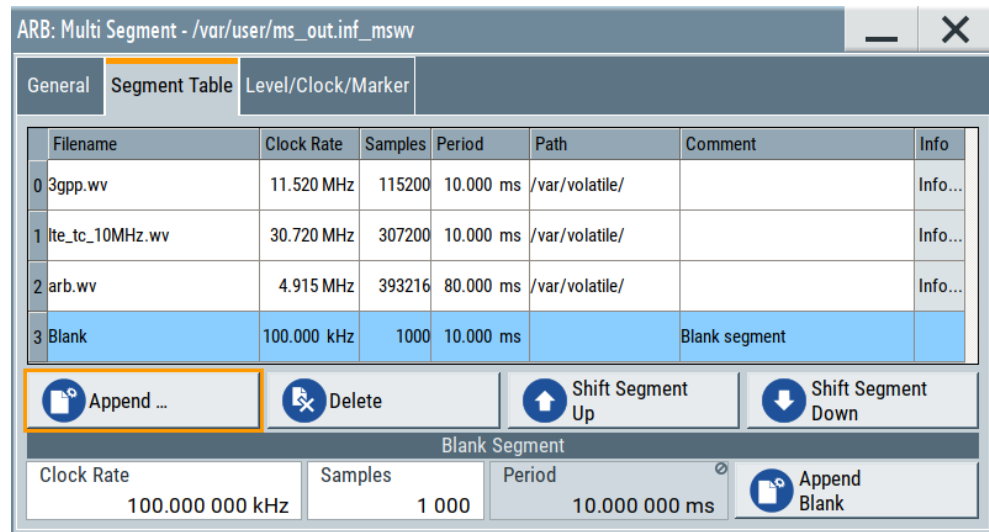 ARB: Multi Segment - /var/user/ms_out.inf_mswv
General Segment Table Level/Clock/Marker
Filename Clock Rate Samples Period Path Comment Info
0 3gpp.wv 11.520 MHz 115200 10.000 ms /var/volatile/ Info...
1 lte_tc_10MHz.wv 30.720 MHz 307200 10.000 ms /var/volatile/ Info...
2 arb.wv 4.915 MHz 393216 80.000 ms /var/volatile/ Info...
3 Blank 100.000 kHz 1000 10.000 ms Blank segment
Append ... Delete Shift Segment Up Shift Segment Down
Blank Segment
Clock Rate Samples Period
100.000 000 kHz 1 000 10.000 000 ms Append Blank